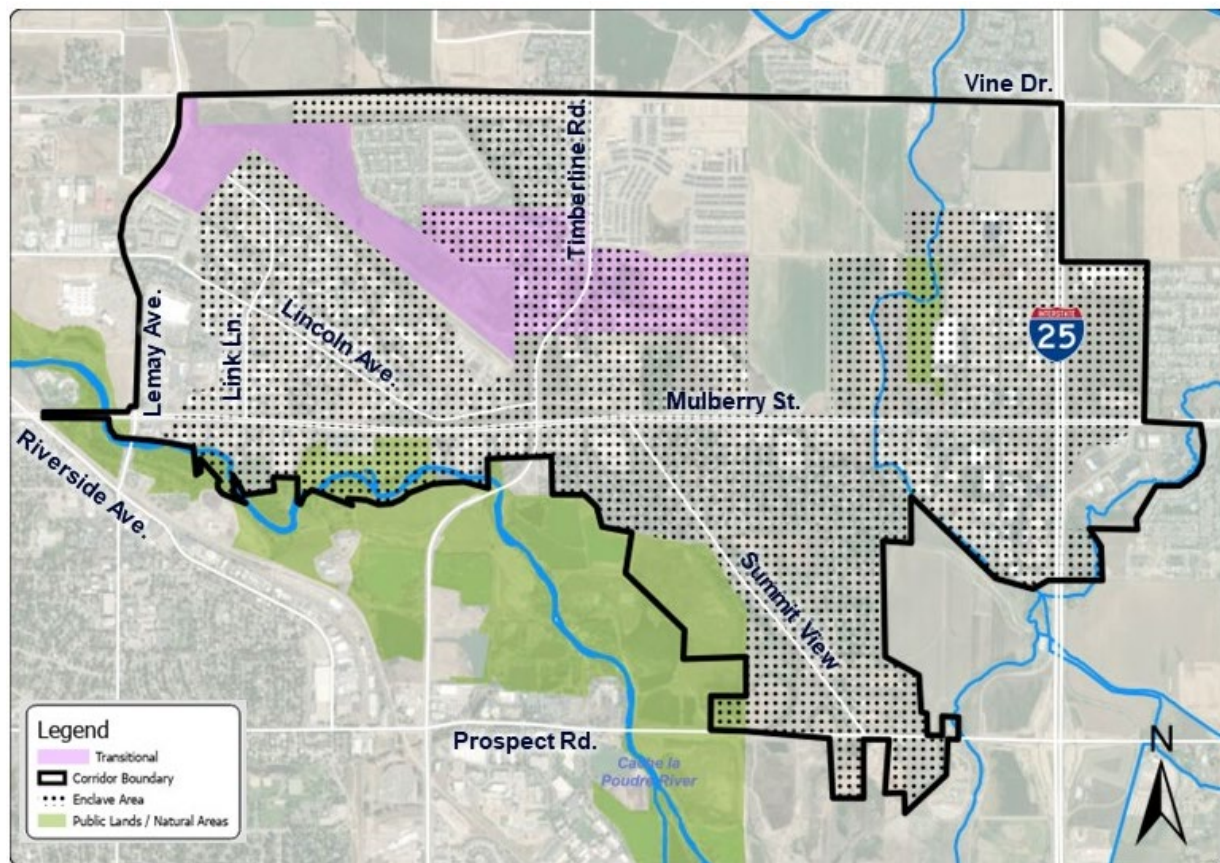 Vine Dr.
Timberline Rd.
INTERSTATE
25
Lemay Ave.
Link Ln.
Lincoln Ave.
Mulberry St.
Riverside Ave.
Summit View
Prospect Rd.
Cache la
Poudre River
N
Legend
Transitional
Corridor Boundary
Enclave Area
Public Lands / Natural Areas